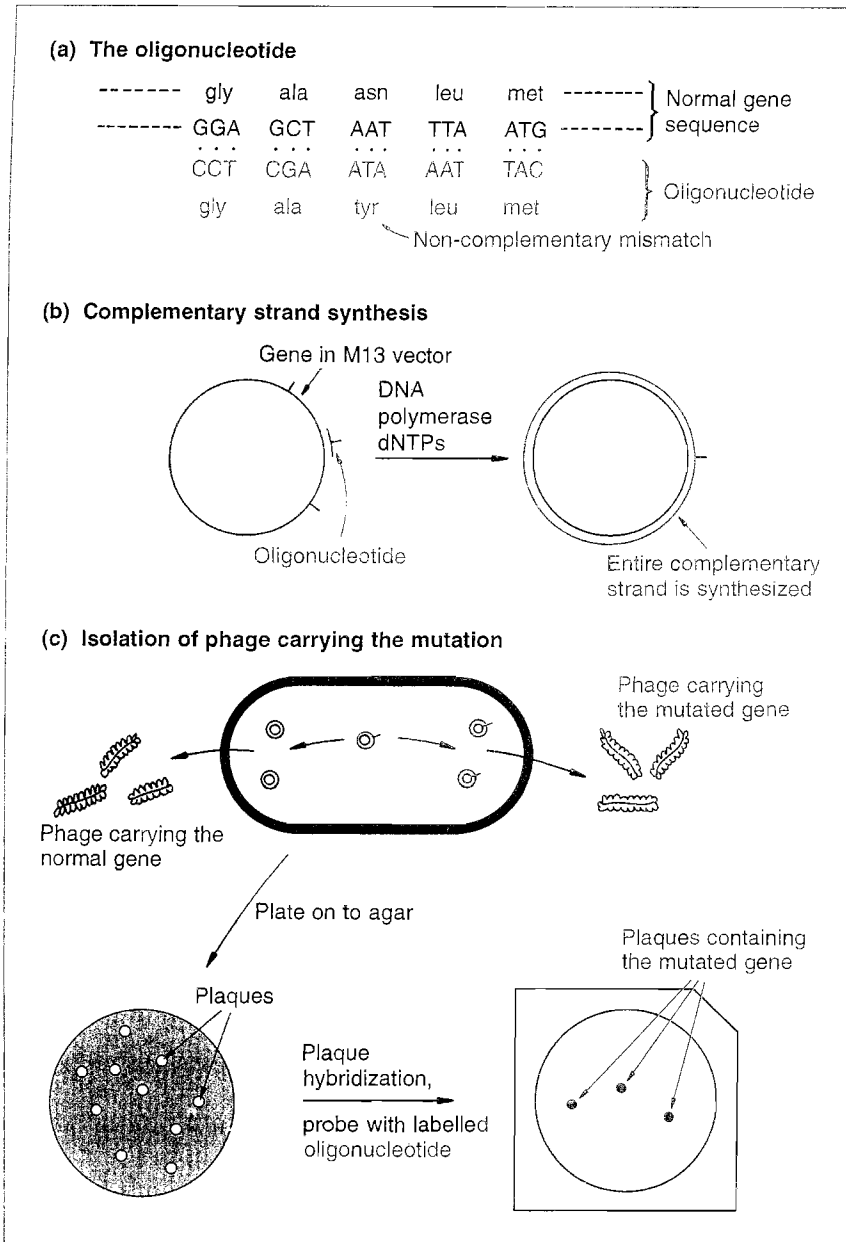 (a) The oligonucleotide
------- gly ala asn leu met -------
------- GGA GCT AAT TTA ATG -------
Normal gene
sequence
CCT CGA ATA AAT TAC
gly ala tyr leu met
Oligonucleotide
Non-complementary mismatch
(b) Complementary strand synthesis
Gene in M13 vector
DNA
polymerase
dNTPs
Oligonucleotide
Entire complementary
strand is synthesized
(c) Isolation of phage carrying the mutation
Phage carrying
the mutated gene
Phage carrying the
normal gene
Plate on to agar
Plaques
Plaque
hybridization,
probe with labelled
oligonucleotide
Plaques containing
the mutated gene